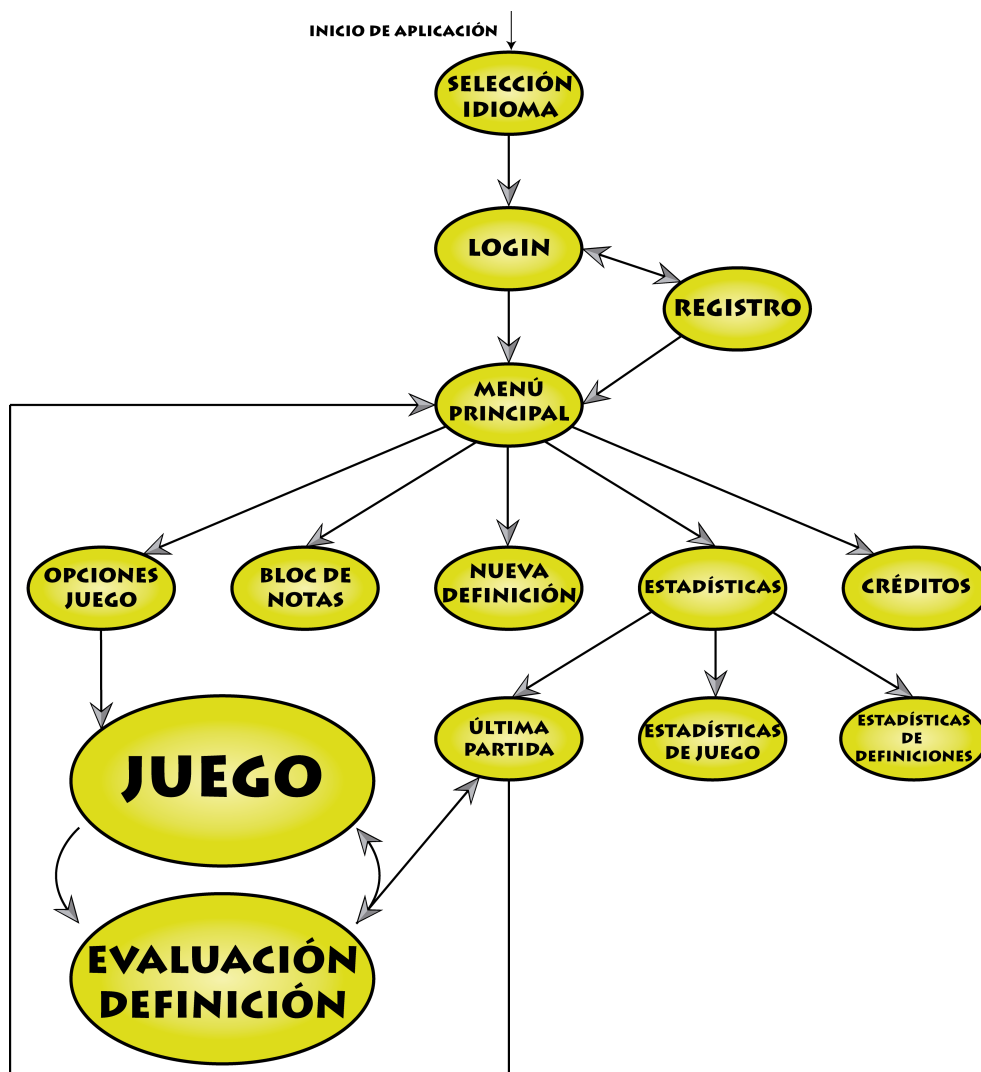 INICIO DE APLICACIÓN
SELECCIÓN
IDIOMA
LOGIN
REGISTRO
MENÚ
PRINCIPAL
OPCIONES
JUEGO
BLOC DE
NOTAS
NUEVA
DEFINICIÓN
ESTADÍSTICAS
CRÉDITOS
JUEGO
ÚLTIMA
PARTIDA
ESTADÍSTICAS
DE JUEGO
ESTADÍSTICAS
DE
DEFINICIONES
EVALUACIÓN
DEFINICIÓN